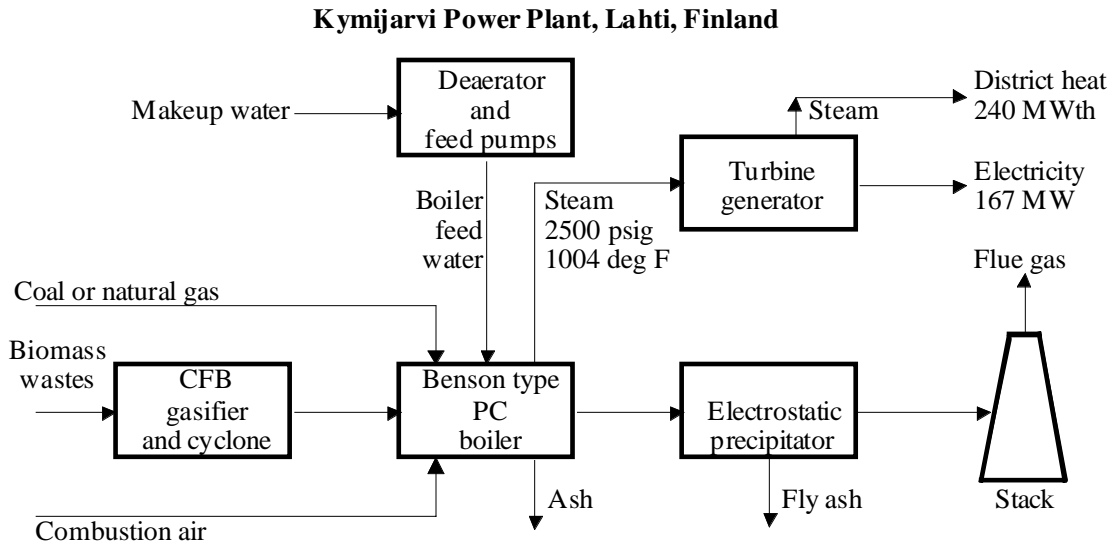 Kymijarvi Power Plant, Lahti, Finland
Makeup water
Deaerator
and
feed pumps
Steam
District heat
240 MWth
Turbine
generator
Electricity
167 MW
Boiler
feed
water
Steam
2500 psig
1004 deg F
Flue gas
Coal or natural gas
Biomass
wastes
CFB
gasifier
and cyclone
Benson type
PC
boiler
Electrostatic
precipitator
Ash
Fly ash
Stack
Combustion air